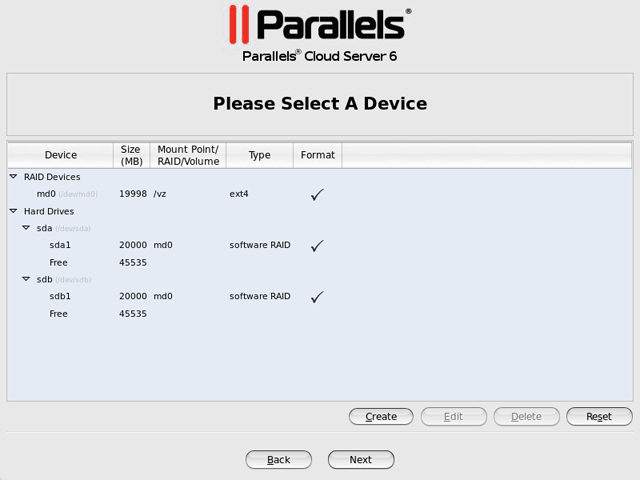 Parallels®
Parallels® Cloud Server 6
Please Select A Device
Device Size (MB) Mount Point/ RAID/Volume Type Format
RAID Devices
md0 (/dev/md0) 19998 /vz ext4
Hard Drives
sda (/dev/sda)
sda1 20000 md0 software RAID
Free 45535
sdb (/dev/sdb)
sdb1 20000 md0 software RAID
Free 45535
Create Edit Delete Reset
Back Next